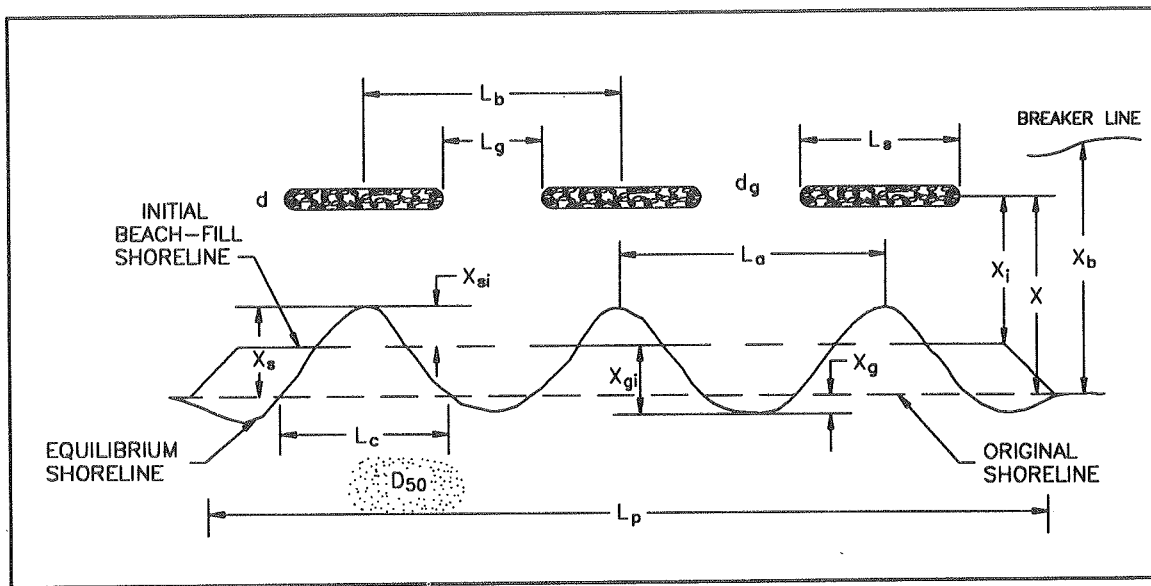 L_b
BREAKER LINE
L_g
L_s
d
d_g
INITIAL
BEACH–FILL
SHORELINE
L_a
X_si
X_i
X
X_b
X_s
X_gi
X_g
L_c
EQUILIBRIUM
SHORELINE
ORIGINAL
SHORELINE
D_50
L_p